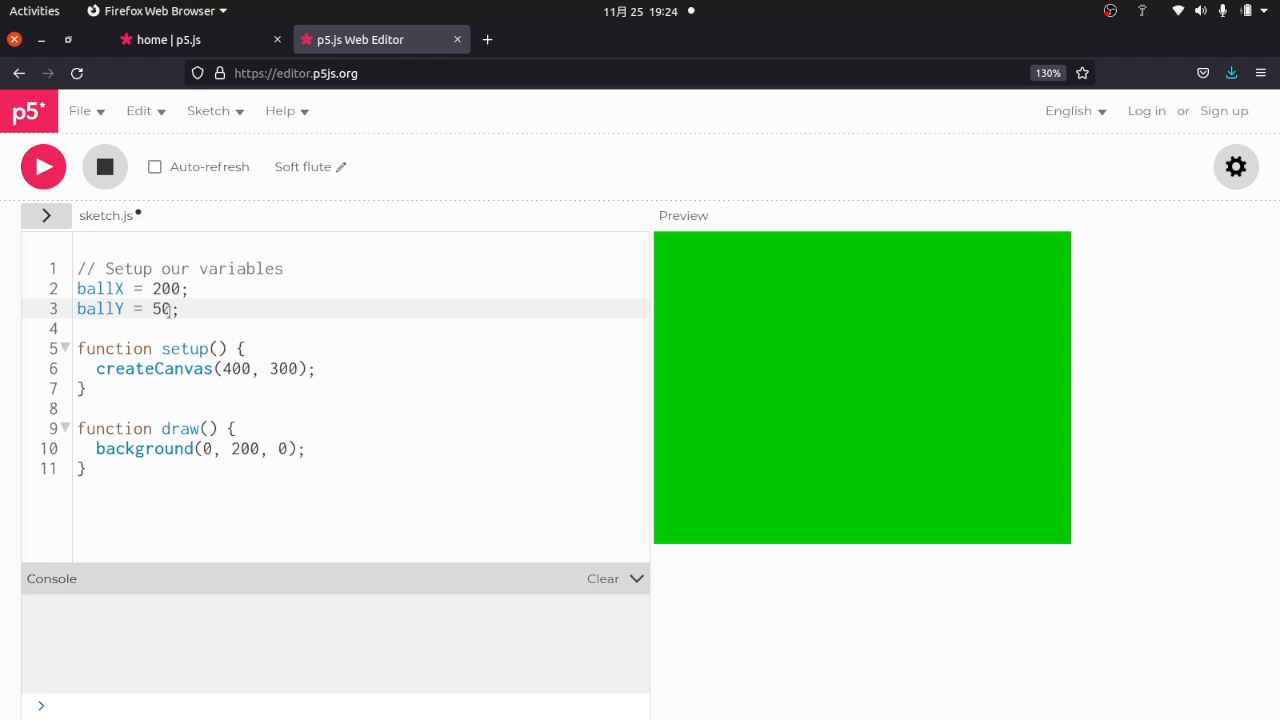 Activities Firefox Web Browser 11月 25 19:24
home | p5.js p5.js Web Editor
https://editor.p5js.org 130%
p5* File Edit Sketch Help English Log in or Sign up
Auto-refresh Soft flute
sketch.js Preview
1 // Setup our variables
2 ballX = 200;
3 ballY = 50;
4
5 function setup() {
6 createCanvas(400, 300);
7 }
8
9 function draw() {
10 background(0, 200, 0);
11 }
Console Clear
>